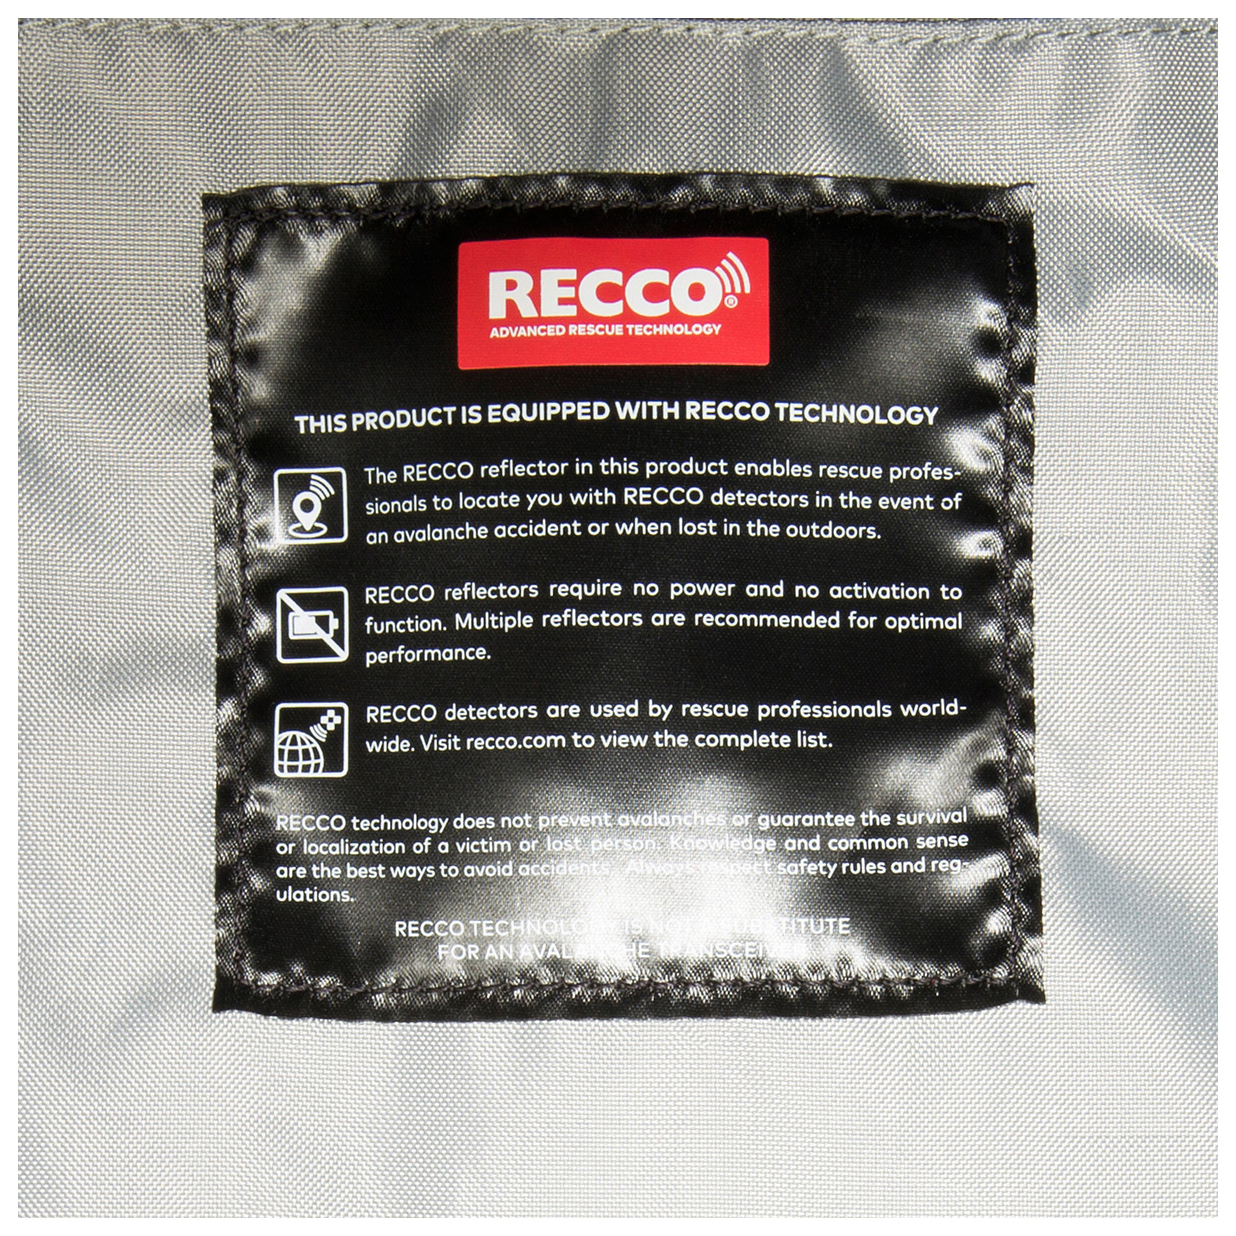 RECCO®
ADVANCED RESCUE TECHNOLOGY
THIS PRODUCT IS EQUIPPED WITH RECCO TECHNOLOGY
The RECCO reflector in this product enables rescue profes-
sionals to locate you with RECCO detectors in the event of
an avalanche accident or when lost in the outdoors.
RECCO reflectors require no power and no activation to
function. Multiple reflectors are recommended for optimal
performance.
RECCO detectors are used by rescue professionals world-
wide. Visit recco.com to view the complete list.
RECCO technology does not prevent avalanches or guarantee the survival
or localization of a victim or lost person. Knowledge and common sense
are the best ways to avoid accidents. Always respect safety rules and reg-
ulations.
RECCO TECHNOLOGY IS NOT A SUBSTITUTE
FOR AN AVALANCHE TRANSCEIVER